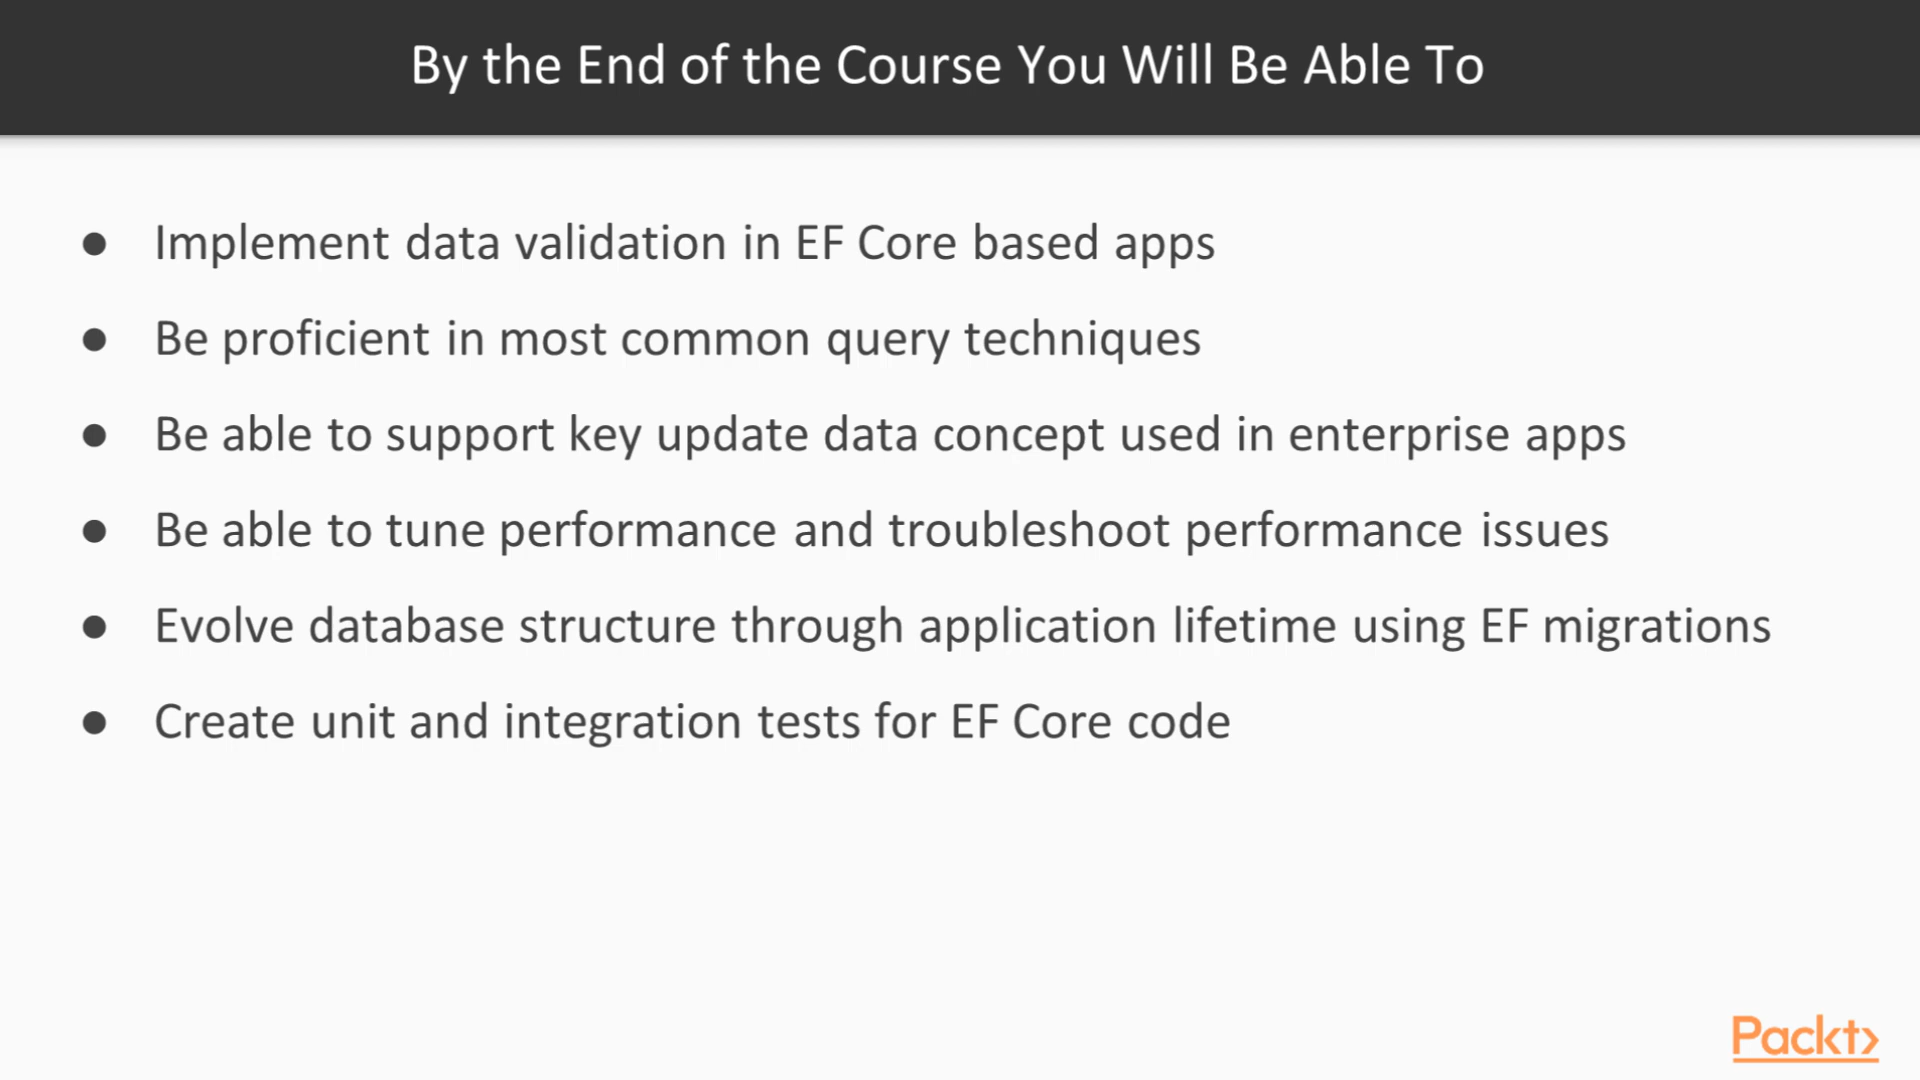 By the End of the Course You Will Be Able To
● Implement data validation in EF Core based apps
● Be proficient in most common query techniques
● Be able to support key update data concept used in enterprise apps
● Be able to tune performance and troubleshoot performance issues
● Evolve database structure through application lifetime using EF migrations
● Create unit and integration tests for EF Core code
Packt>